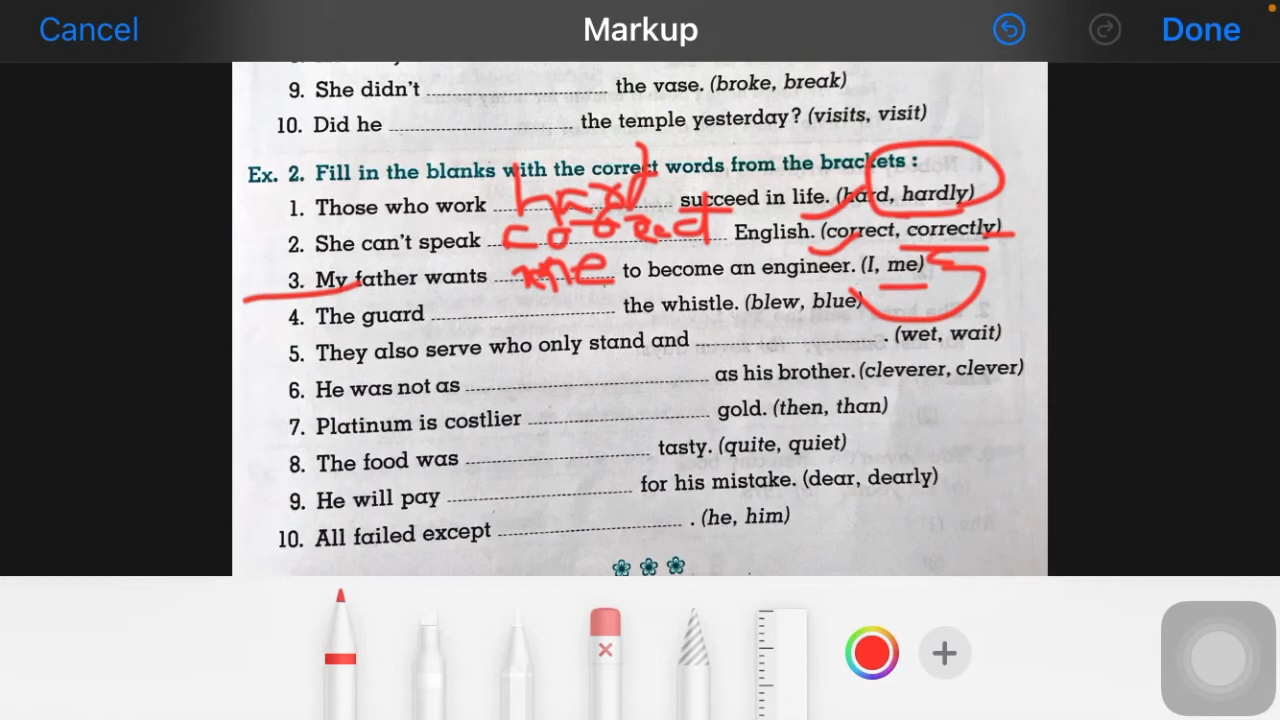 Cancel Markup Done
9. She didn't ........ the vase. (broke, break)
10. Did he ........ the temple yesterday? (visits, visit)
Ex. 2. Fill in the blanks with the correct words from the brackets :
1. Those who work hard succeed in life. (hard, hardly)
2. She can't speak correct English. (correct, correctly)
3. My father wants me to become an engineer. (I, me)
4. The guard ........ the whistle. (blew, blue)
5. They also serve who only stand and ........ . (wet, wait)
6. He was not as ........ as his brother. (cleverer, clever)
7. Platinum is costlier ........ gold. (then, than)
8. The food was ........ tasty. (quite, quiet)
9. He will pay ........ for his mistake. (dear, dearly)
10. All failed except ........ . (he, him)